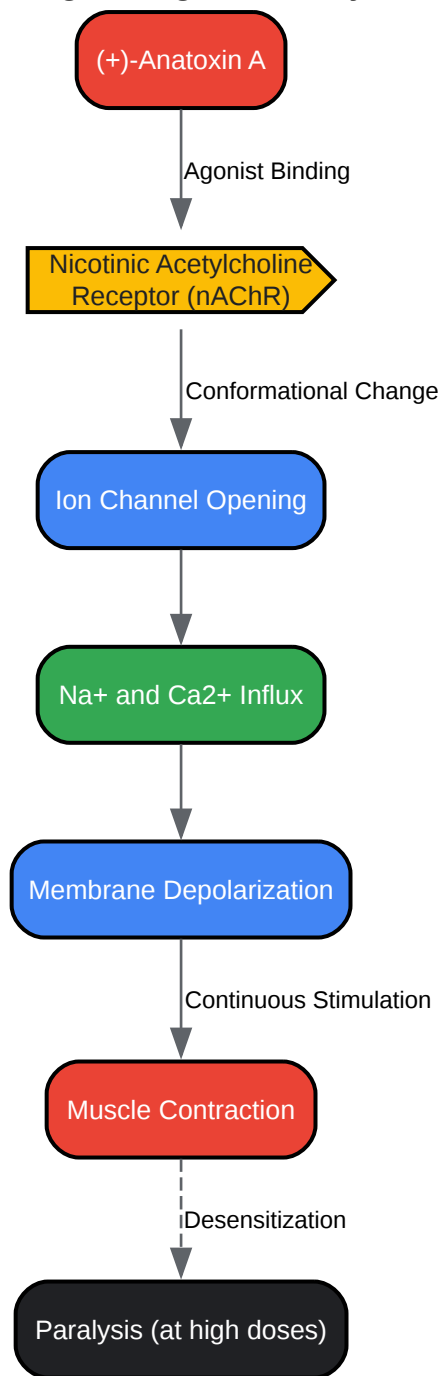 (+)-Anatoxin A
Agonist Binding
Nicotinic Acetylcholine
Receptor (nAChR)
Conformational Change
Ion Channel Opening
Na+ and Ca2+ Influx
Membrane Depolarization
Continuous Stimulation
Muscle Contraction
Desensitization
Paralysis (at high doses)